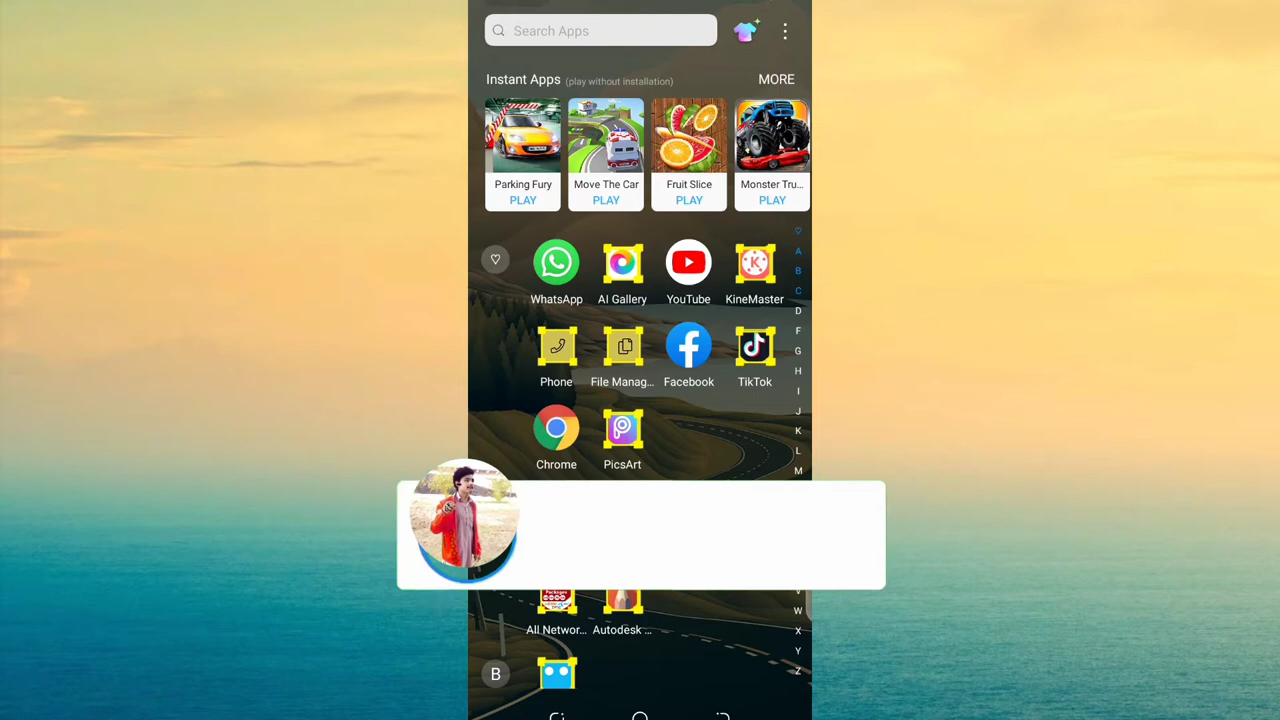 Search Apps
Instant Apps (play without installation) MORE
Parking Fury Move The Car Fruit Slice Monster Tru...
PLAY PLAY PLAY PLAY
♡
A
WhatsApp AI Gallery YouTube KineMaster
B
C
D
F
G
H
Phone File Manag... Facebook TikTok
I
J
K
L
Chrome PicsArt
M
Packages
W
All Networ... Autodesk ...
X
Y
Z
B